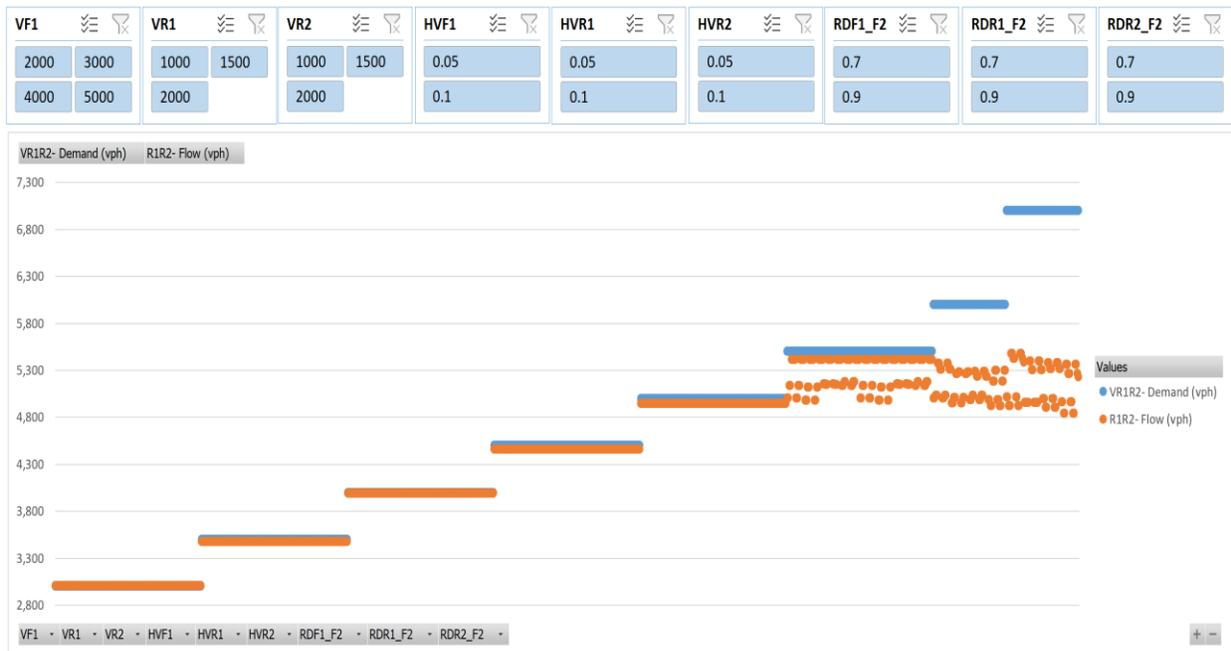 VF1 VR1 VR2 HVF1 HVR1 HVR2 RDF1_F2 RDR1_F2 RDR2_F2
2000 3000 1000 1500 1000 1500 0.05 0.05 0.05 0.7 0.7 0.7
4000 5000 2000 2000 0.1 0.1 0.1 0.9 0.9 0.9
VR1R2- Demand (vph) R1R2- Flow (vph)
7,300
6,800
6,300
5,800
5,300
4,800
4,300
3,800
3,300
2,800
Values
VR1R2- Demand (vph)
R1R2- Flow (vph)
VF1 VR1 VR2 HVF1 HVR1 HVR2 RDF1_F2 RDR1_F2 RDR2_F2
+ −